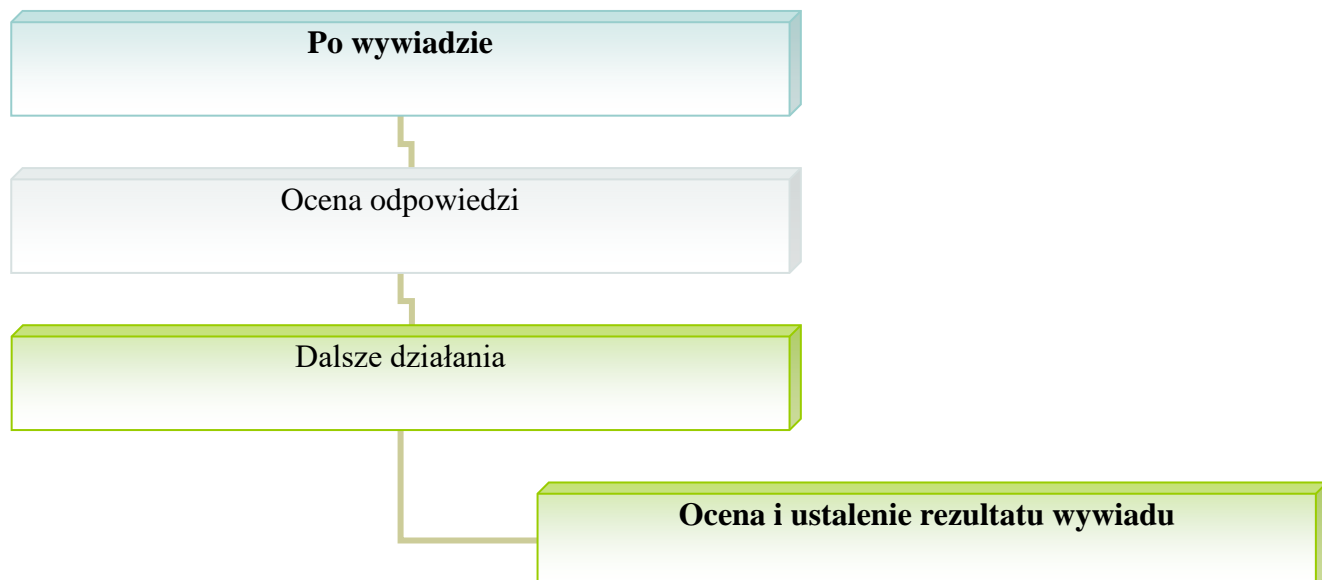 Po wywiadzie
Ocena odpowiedzi
Dalsze działania
Ocena i ustalenie rezultatu wywiadu